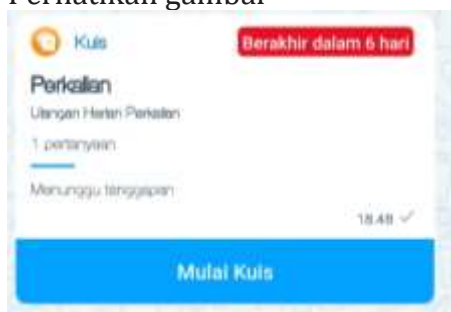 Perhatikan gambar
Kuis
Berakhir dalam 6 hari
Perkalian
Ulangan Harian Perkalian
1 pertanyaan
Menunggu tanggapan
18.48
Mulai Kuis